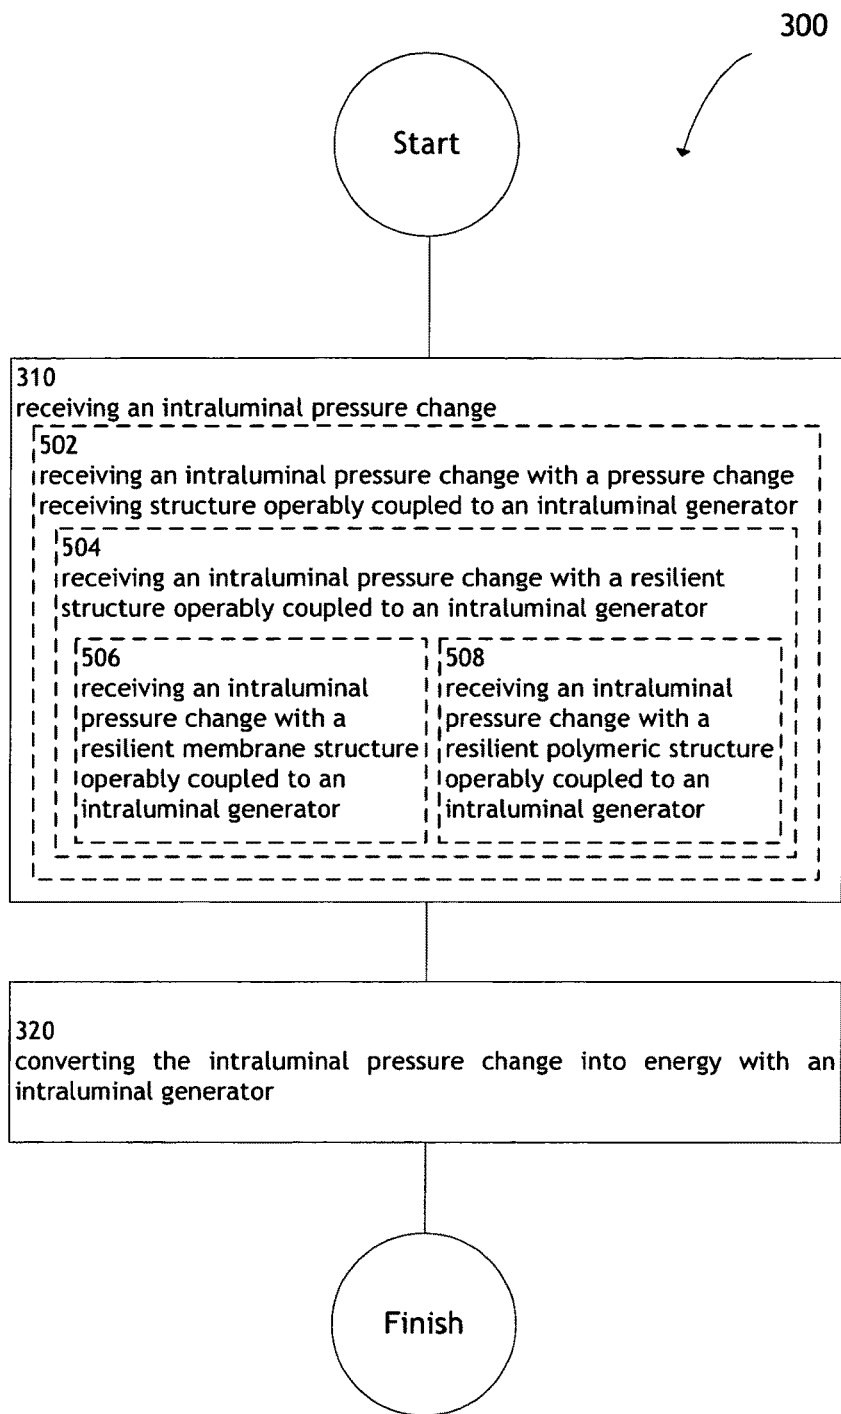 300
Start
310
receiving an intraluminal pressure change
502
receiving an intraluminal pressure change with a pressure change
receiving structure operably coupled to an intraluminal generator
504
receiving an intraluminal pressure change with a resilient
structure operably coupled to an intraluminal generator
506
receiving an intraluminal
pressure change with a
resilient membrane structure
operably coupled to an
intraluminal generator
508
receiving an intraluminal
pressure change with a
resilient polymeric structure
operably coupled to an
intraluminal generator
320
converting the intraluminal pressure change into energy with an
intraluminal generator
Finish